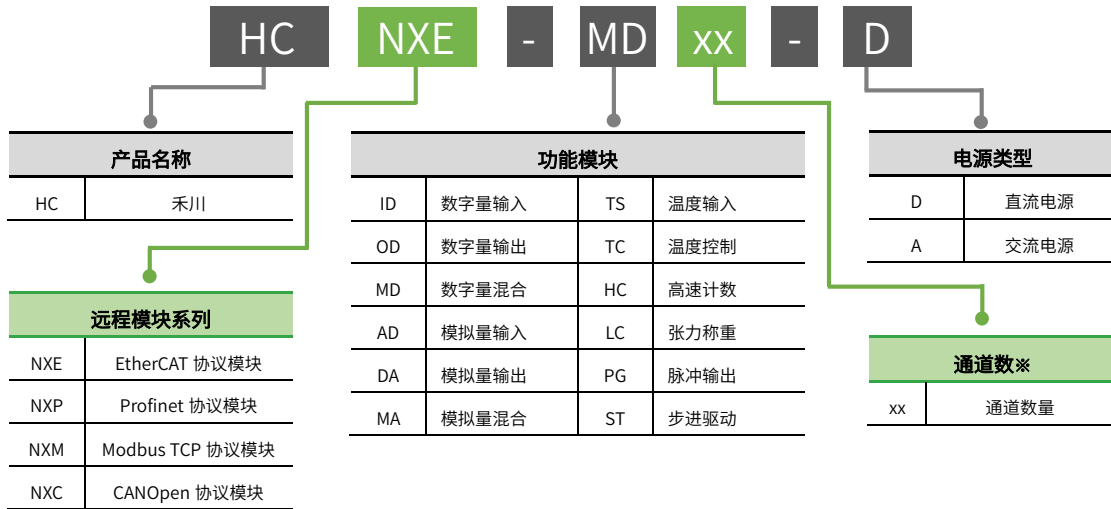 HC NXE - MD xx - D
产品名称
HC 禾川
远程模块系列
NXE EtherCAT 协议模块
NXP Profinet 协议模块
NXM Modbus TCP 协议模块
NXC CANOpen 协议模块
功能模块
ID 数字量输入 TS 温度输入
OD 数字量输出 TC 温度控制
MD 数字量混合 HC 高速计数
AD 模拟量输入 LC 张力称重
DA 模拟量输出 PG 脉冲输出
MA 模拟量混合 ST 步进驱动
电源类型
D 直流电源
A 交流电源
通道数※
xx 通道数量